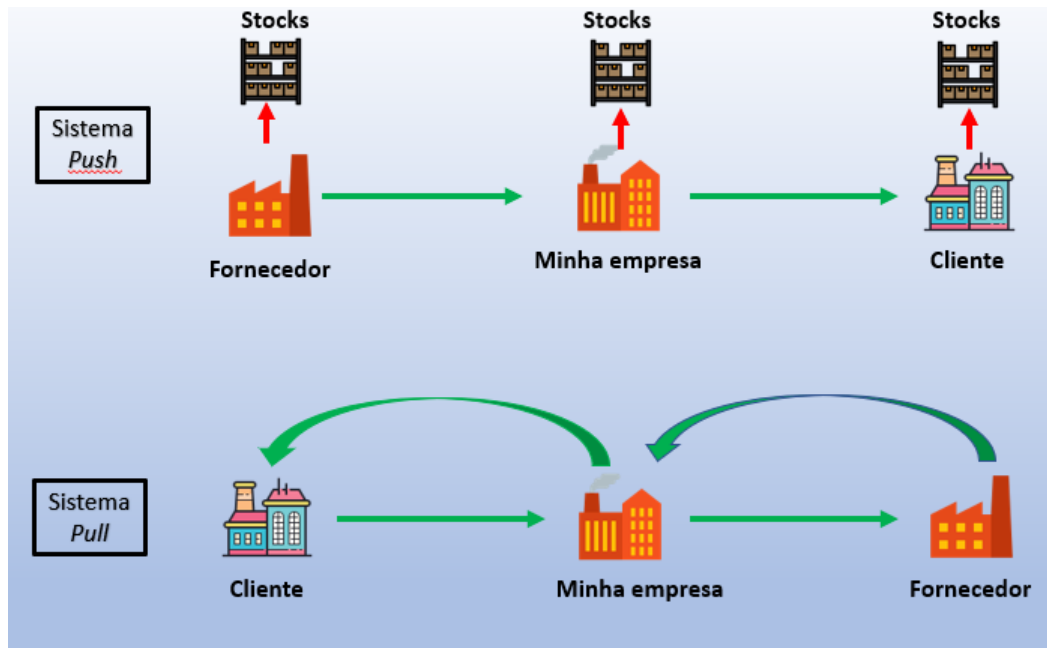 Stocks
Stocks
Stocks
Sistema
Push
Fornecedor
Minha empresa
Cliente
Sistema
Pull
Cliente
Minha empresa
Fornecedor